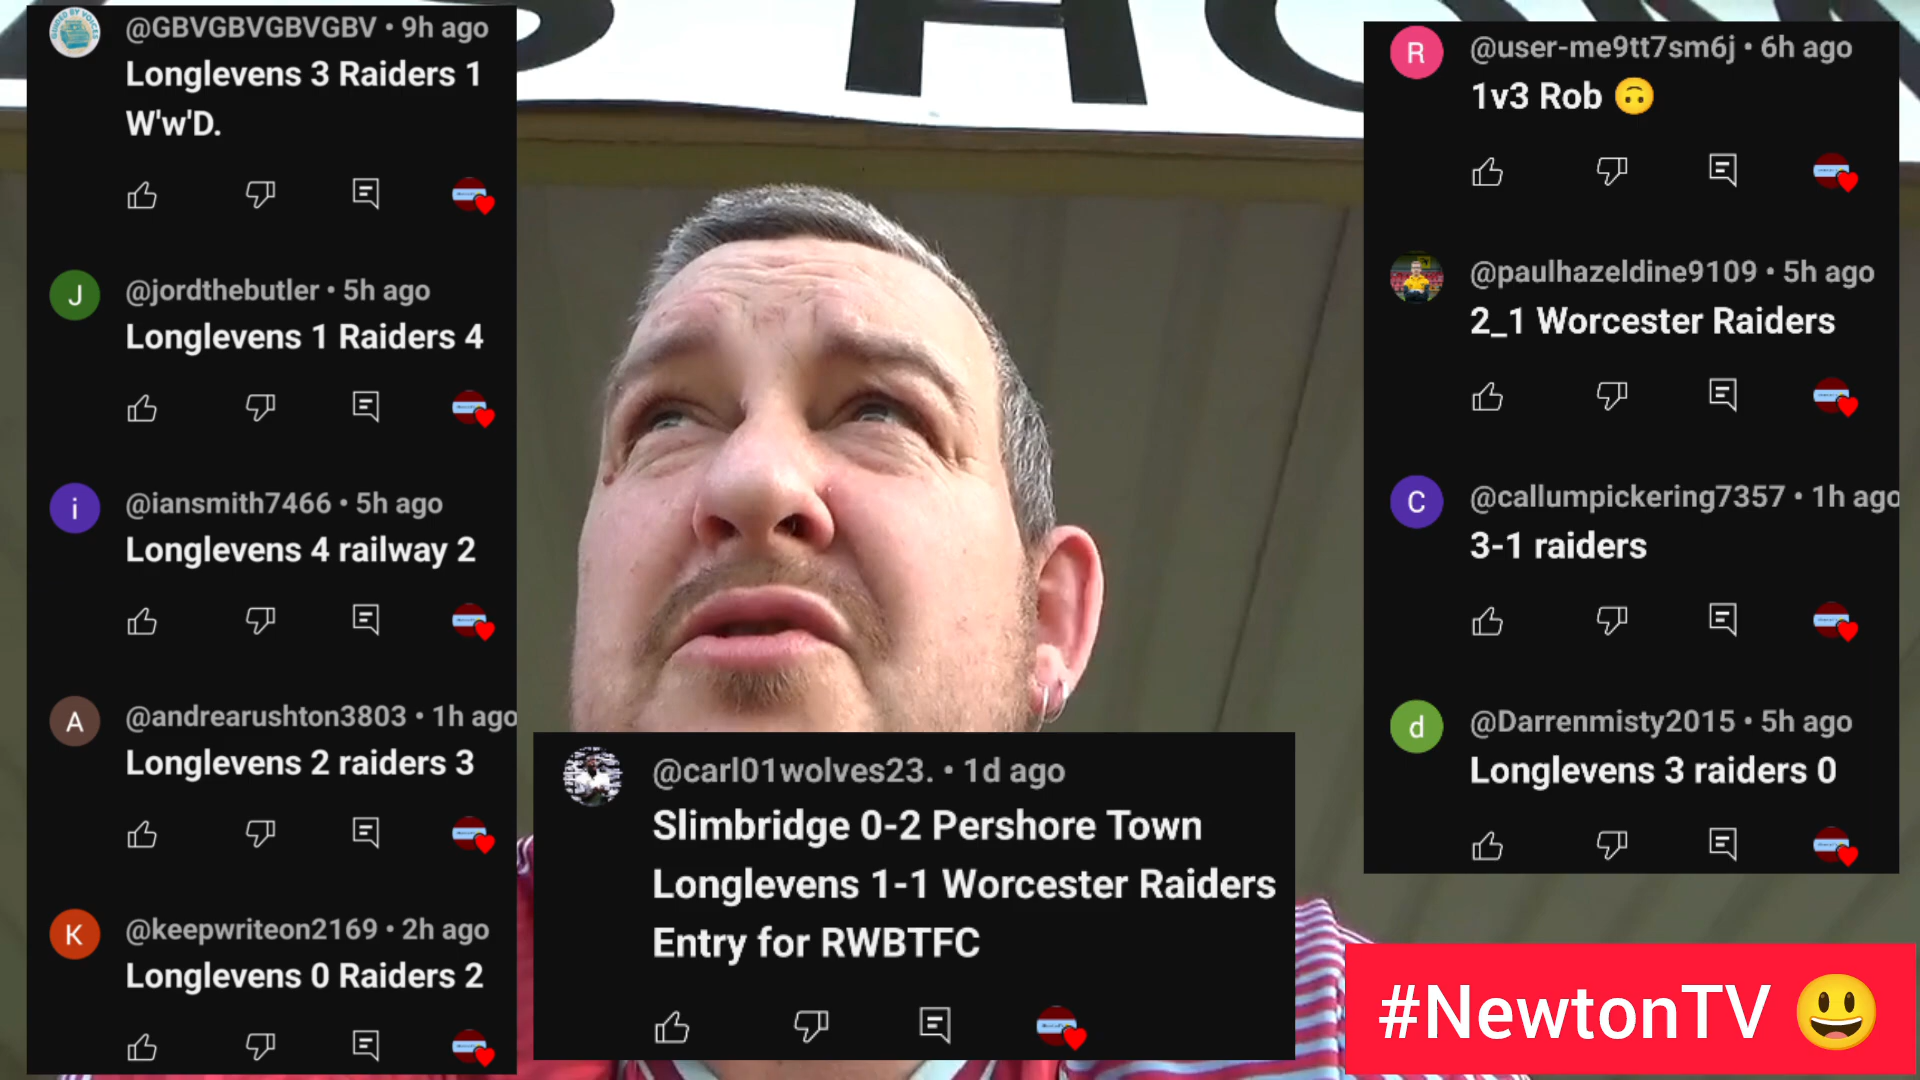 @GBVGBVGBVGBV • 9h ago
Longlevens 3 Raiders 1
W'w'D.
J
@jordthebutler • 5h ago
Longlevens 1 Raiders 4
i
@iansmith7466 • 5h ago
Longlevens 4 railway 2
A
@andrearushton3803 • 1h ago
Longlevens 2 raiders 3
K
@keepwriteon2169 • 2h ago
Longlevens 0 Raiders 2
@carl01wolves23. • 1d ago
Slimbridge 0-2 Pershore Town
Longlevens 1-1 Worcester Raiders
Entry for RWBTFC
R
@user-me9tt7sm6j • 6h ago
1v3 Rob 🙃
@paulhazeldine9109 • 5h ago
2_1 Worcester Raiders
C
@callumpickering7357 • 1h ago
3-1 raiders
d
@Darrenmisty2015 • 5h ago
Longlevens 3 raiders 0
#NewtonTV 😃